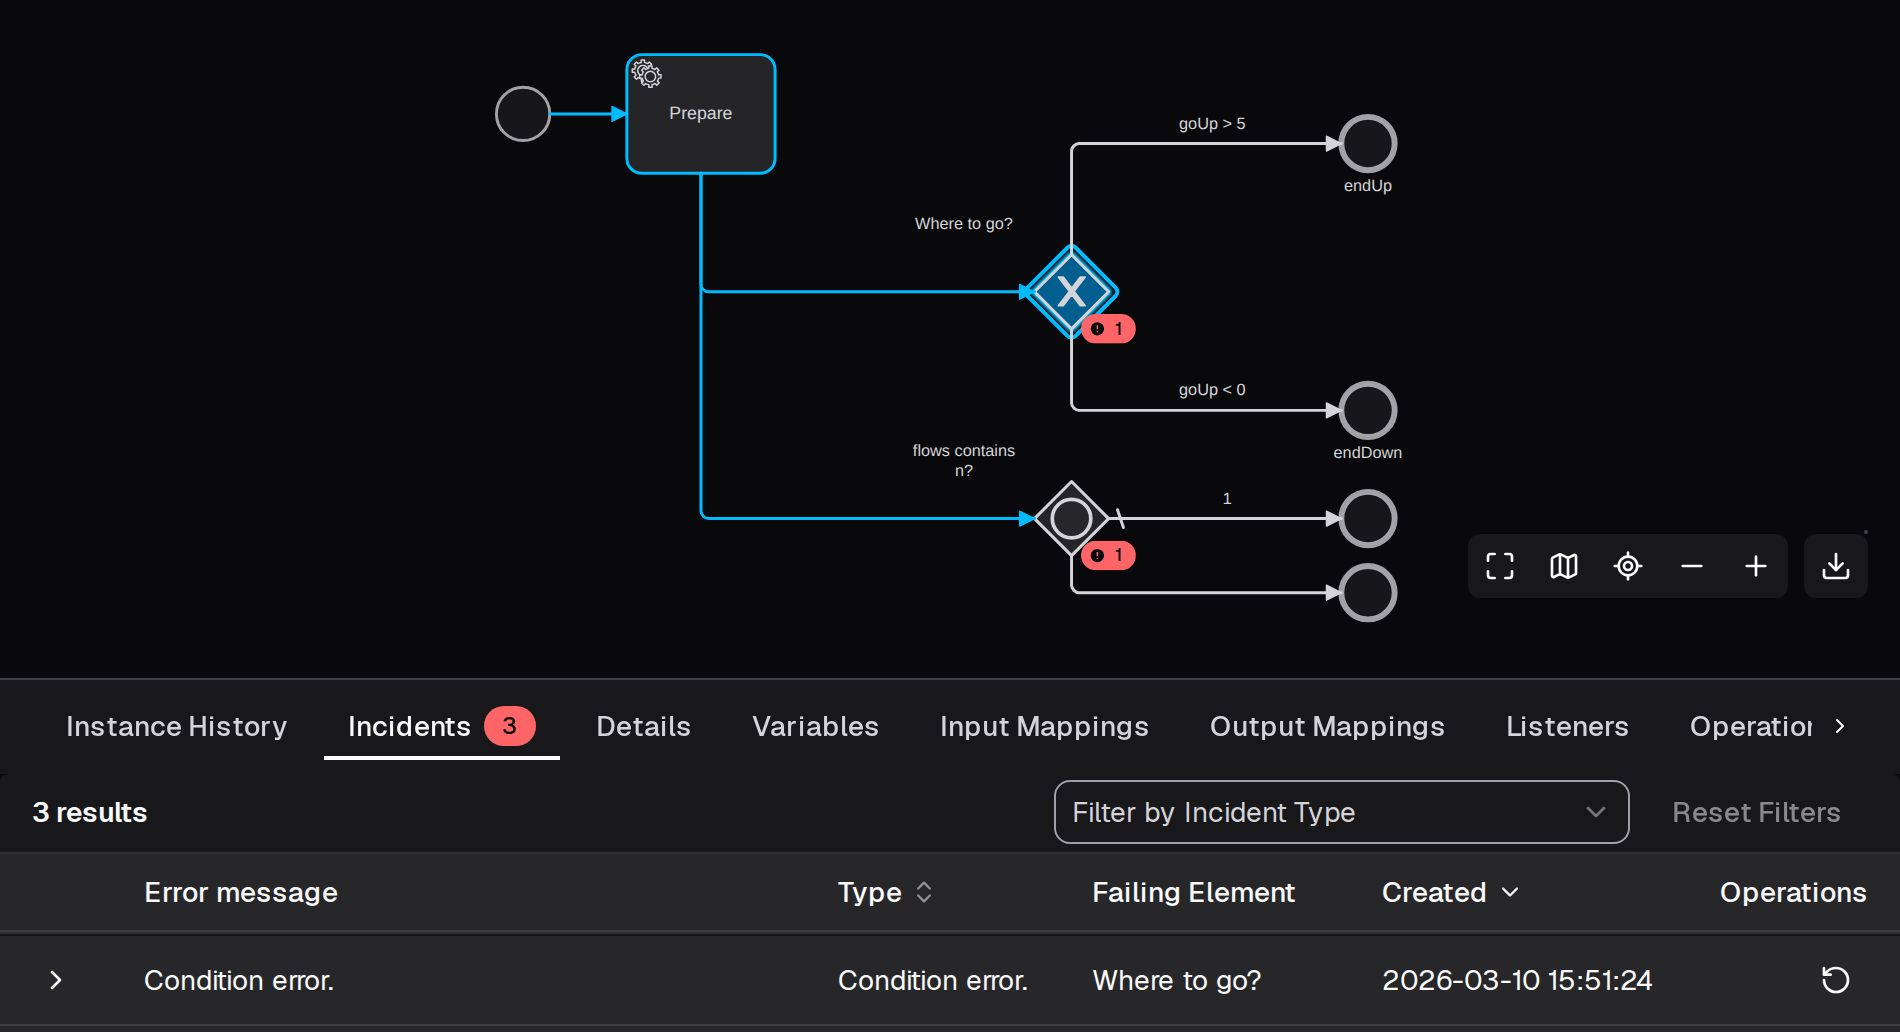 Prepare
goUp > 5
endUp
Where to go?
X
1
goUp < 0
endDown
flows contains
n?
1
1
Instance History
Incidents 3
Details
Variables
Input Mappings
Output Mappings
Listeners
Operation
3 results
Filter by Incident Type
Reset Filters
Error message
Type
Failing Element
Created
Operations
Condition error.
Condition error.
Where to go?
2026-03-10 15:51:24